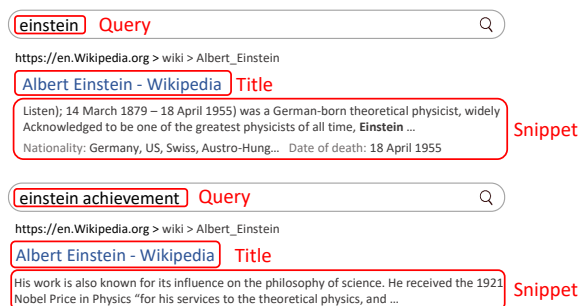 einstein Query
https://en.Wikipedia.org > wiki > Albert_Einstein
Albert Einstein - Wikipedia Title
Listen); 14 March 1879 – 18 April 1955) was a German-born theoretical physicist, widely
Acknowledged to be one of the greatest physicists of all time, Einstein ...
Snippet
Nationality: Germany, US, Swiss, Austro-Hung... Date of death: 18 April 1955
einstein achievement Query
https://en.Wikipedia.org > wiki > Albert_Einstein
Albert Einstein - Wikipedia Title
His work is also known for its influence on the philosophy of science. He received the 1921
Snippet
Nobel Price in Physics “for his services to the theoretical physics, and ...